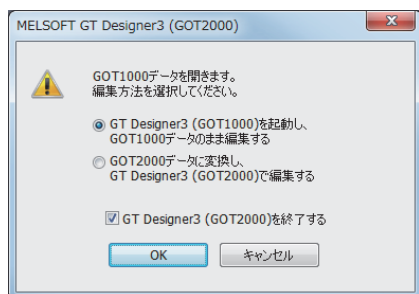 MELSOFT GT Designer3 (GOT2000)
GOT1000データを開きます。
編集方法を選択してください。
GT Designer3 (GOT1000)を起動し、
GOT1000データのまま編集する
GOT2000データに変換し、
GT Designer3 (GOT2000)で編集する
GT Designer3 (GOT2000)を終了する
OK
キャンセル